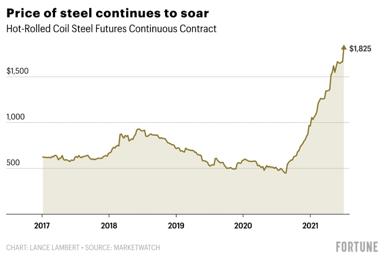 Price of steel continues to soar
Hot-Rolled Coil Steel Futures Continuous Contract
$1,825
$1,500
1,000
500
2017 2018 2019 2020 2021
CHART: LANCE LAMBERT • SOURCE: MARKETWATCH
FORTUNE